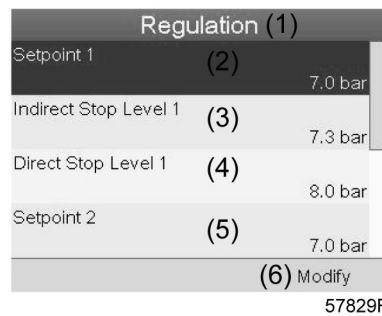 Regulation (1)
Setpoint 1 (2)
7.0 bar
Indirect Stop Level 1 (3)
7.3 bar
Direct Stop Level 1 (4)
8.0 bar
Setpoint 2 (5)
7.0 bar
(6) Modify
57829F